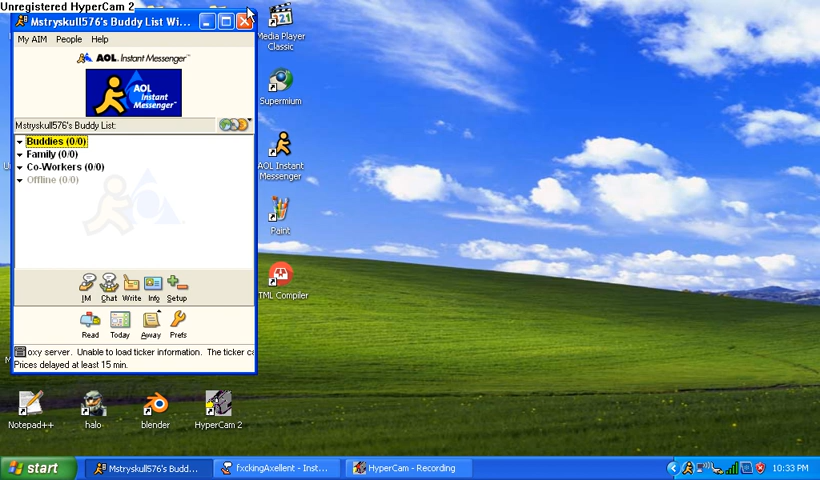 Unregistered HyperCam 2
Mstryskull576's Buddy List Wi...
My AIM People Help
AOL Instant Messenger™
AOL
Instant
Messenger™
Mstryskull576's Buddy List:
Buddies (0/0)
Family (0/0)
Co-Workers (0/0)
Offline (0/0)
IM Chat Write Info Setup
Read Today Away Prefs
oxy server. Unable to load ticker information. The ticker ca
Prices delayed at least 15 min.
321
Media Player
Classic
Supermium
AOL Instant
Messenger
Paint
TML Compiler
Notepad++ halo blender HyperCam 2
start
Mstryskull576's Budd...
fxckingAxellent - Inst...
HyperCam - Recording
10:33 PM